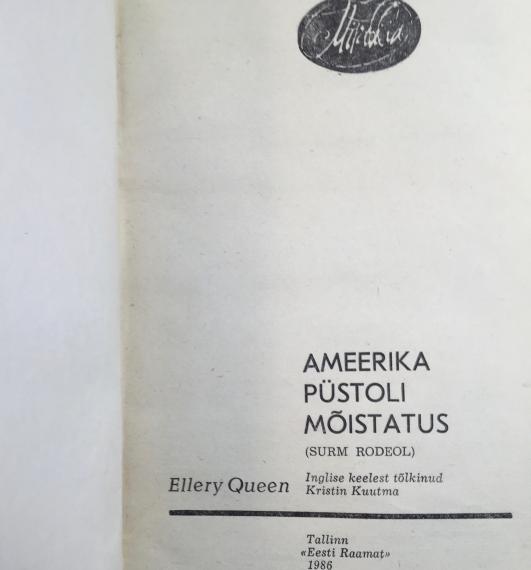 AMEERIKA
PÜSTOLI
MÕISTATUS
(SURM RODEOL)
Ellery Queen
Inglise keelest tõlkinud
Kristin Kuutma
Tallinn
«Eesti Raamat»
1986